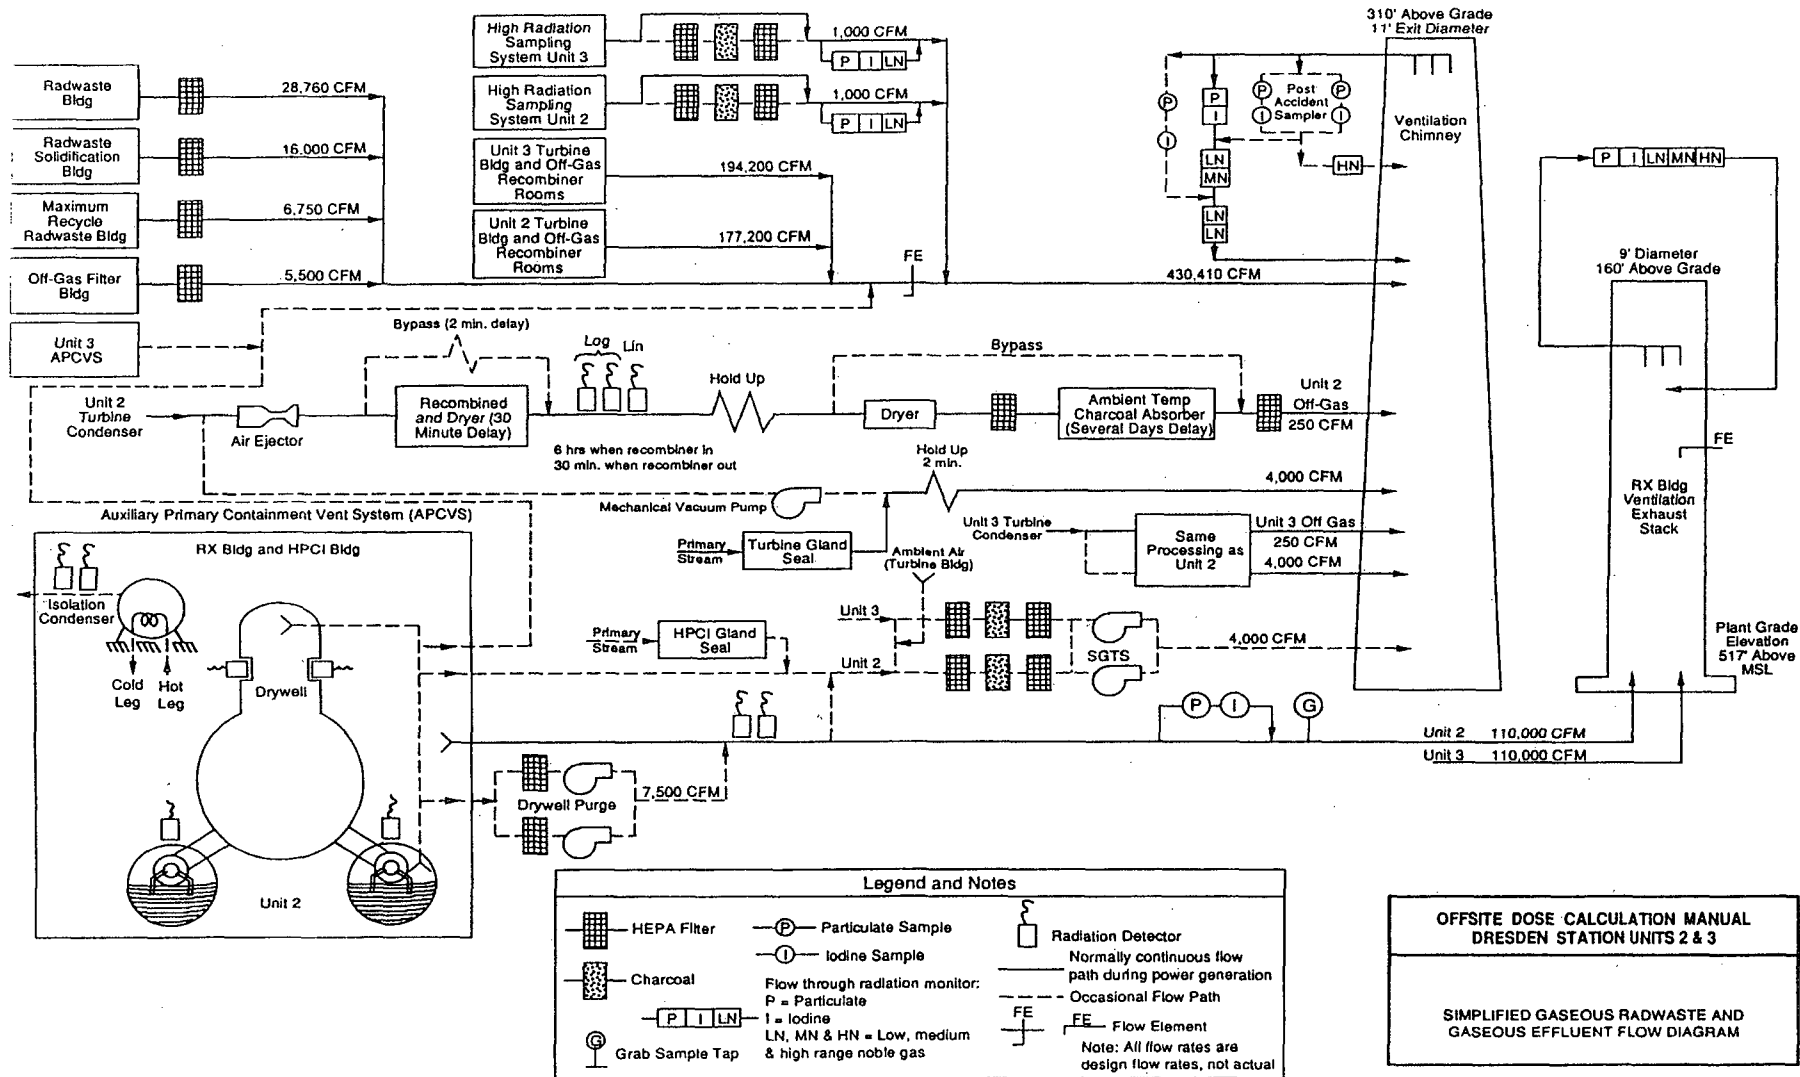 310' Above Grade
11' Exit Diameter
High Radiation
Sampling
System Unit 3
1,000 CFM
P I LN
High Radiation
Sampling
System Unit 2
1,000 CFM
P I LN
Radwaste
Bldg
28,760 CFM
Radwaste
Solidification
Bldg
16,000 CFM
Maximum
Recycle
Radwaste Bldg
6,750 CFM
Off-Gas Filter
Bldg
5,500 CFM
Unit 3
APCVS
Unit 3 Turbine
Bldg and Off-Gas
Recombiner
Rooms
194,200 CFM
Unit 2 Turbine
Bldg and Off-Gas
Recombiner
Rooms
177,200 CFM
FE
430,410 CFM
P
I
P
I
P
I
Post
Accident
Sampler
P
I
LN
MN
HN
LN
LN
Ventilation
Chimney
P I LN MN HN
9' Diameter
160' Above Grade
FE
RX Bldg
Ventilation
Exhaust
Stack
Plant Grade
Elevation
517' Above
MSL
Bypass (2 min. delay)
Log
Lin
Hold Up
Bypass
Unit 2
Turbine
Condenser
Air Ejector
Recombined
and Dryer (30
Minute Delay)
6 hrs when recombiner in
30 min. when recombiner out
Dryer
Ambient Temp
Charcoal Absorber
(Several Days Delay)
Unit 2
Off-Gas
250 CFM
Hold Up
2 min.
4,000 CFM
Mechanical Vacuum Pump
Primary
Stream
Turbine Gland
Seal
Unit 3 Turbine
Condenser
Same
Processing as
Unit 2
Unit 3 Off Gas
250 CFM
4,000 CFM
Ambient Air
(Turbine Bldg)
Auxiliary Primary Containment Vent System (APCVS)
RX Bldg and HPCI Bldg
Isolation
Condenser
Cold
Leg
Hot
Leg
Drywell
Unit 2
Primary
Stream
HPCI Gland
Seal
Unit 3
Unit 2
SGTS
4,000 CFM
P
I
G
Unit 2 110,000 CFM
Unit 3 110,000 CFM
Drywell Purge
7,500 CFM
Legend and Notes
HEPA Filter
Charcoal
P I LN
G
Grab Sample Tap
P
Particulate Sample
I
Iodine Sample
Flow through radiation monitor:
P = Particulate
I = Iodine
LN, MN & HN = Low, medium
& high range noble gas
Radiation Detector
Normally continuous flow
path during power generation
Occasional Flow Path
FE
FE
Flow Element
Note: All flow rates are
design flow rates, not actual
OFFSITE DOSE CALCULATION MANUAL
DRESDEN STATION UNITS 2 & 3
SIMPLIFIED GASEOUS RADWASTE AND
GASEOUS EFFLUENT FLOW DIAGRAM